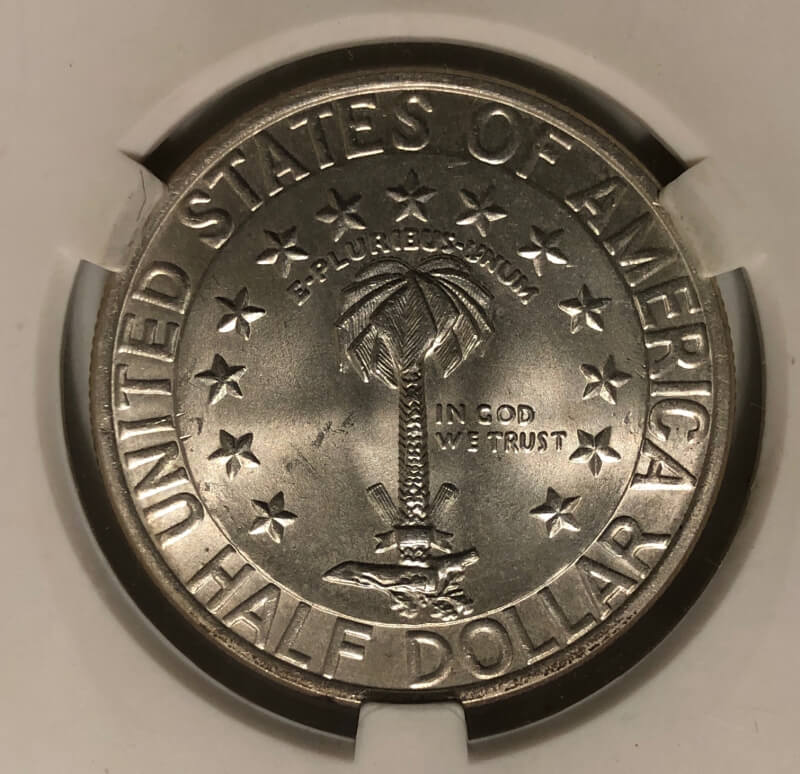 UNITED STATES OF AMERICA
E·PLURIBUS·UNUM
IN GOD
WE TRUST
HALF DOLLAR